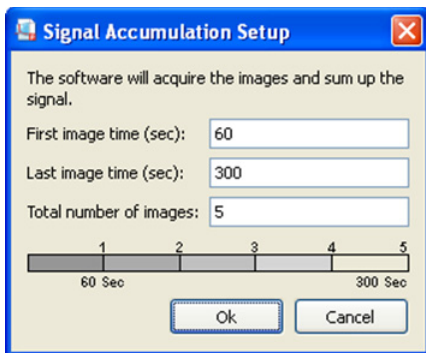 Signal Accumulation Setup
The software will acquire the images and sum up the
signal.
First image time (sec): 60
Last image time (sec): 300
Total number of images: 5
1 2 3 4 5
60 Sec 300 Sec
Ok Cancel